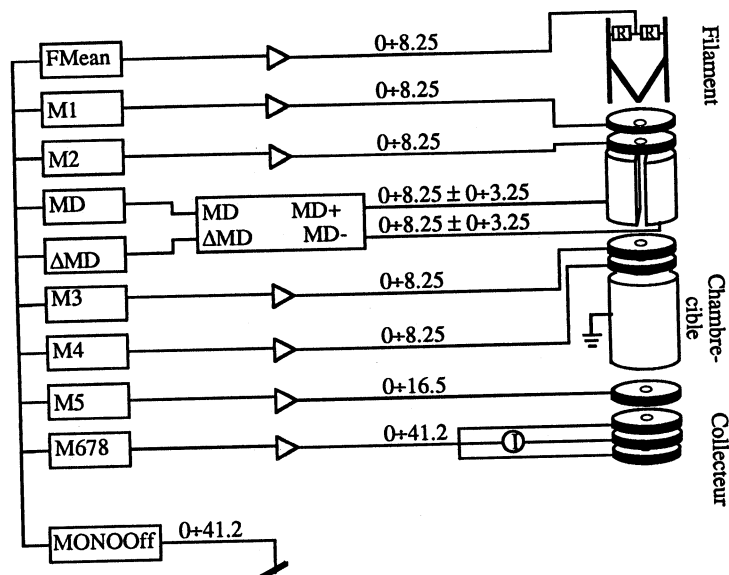 FMean
0÷8.25
R R
Filament
M1
0÷8.25
M2
0÷8.25
MD
MD MD+
0÷8.25 ± 0÷3.25
ΔMD
ΔMD MD-
0÷8.25 ± 0÷3.25
M3
0÷8.25
M4
0÷8.25
Chambre-
cible
M5
0÷16.5
M678
0÷41.2
I
Collecteur
MONOOff
0÷41.2